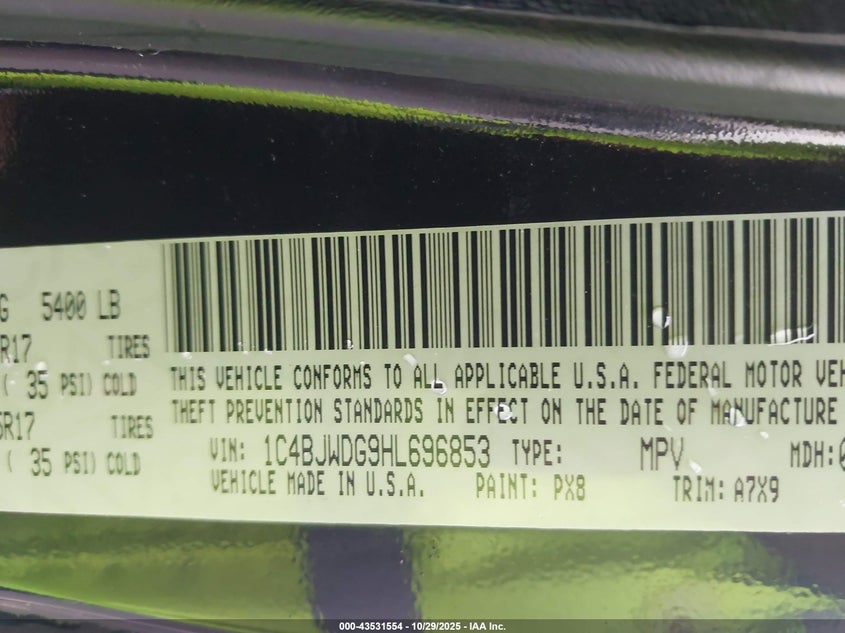 G 5400 LB
R17 TIRES
( 35 PSI) COLD
5R17 TIRES
( 35 PSI) COLD
THIS VEHICLE CONFORMS TO ALL APPLICABLE U.S.A. FEDERAL MOTOR VEH
THEFT PREVENTION STANDARDS IN EFFECT ON THE DATE OF MANUFACTURE
VIN: 1C4BJWDG9HL696853 TYPE: MPV MDH:0
VEHICLE MADE IN U.S.A. PAINT: PX8 TRIM: A7X9
000-43531554 - 10/29/2025 - IAA Inc.